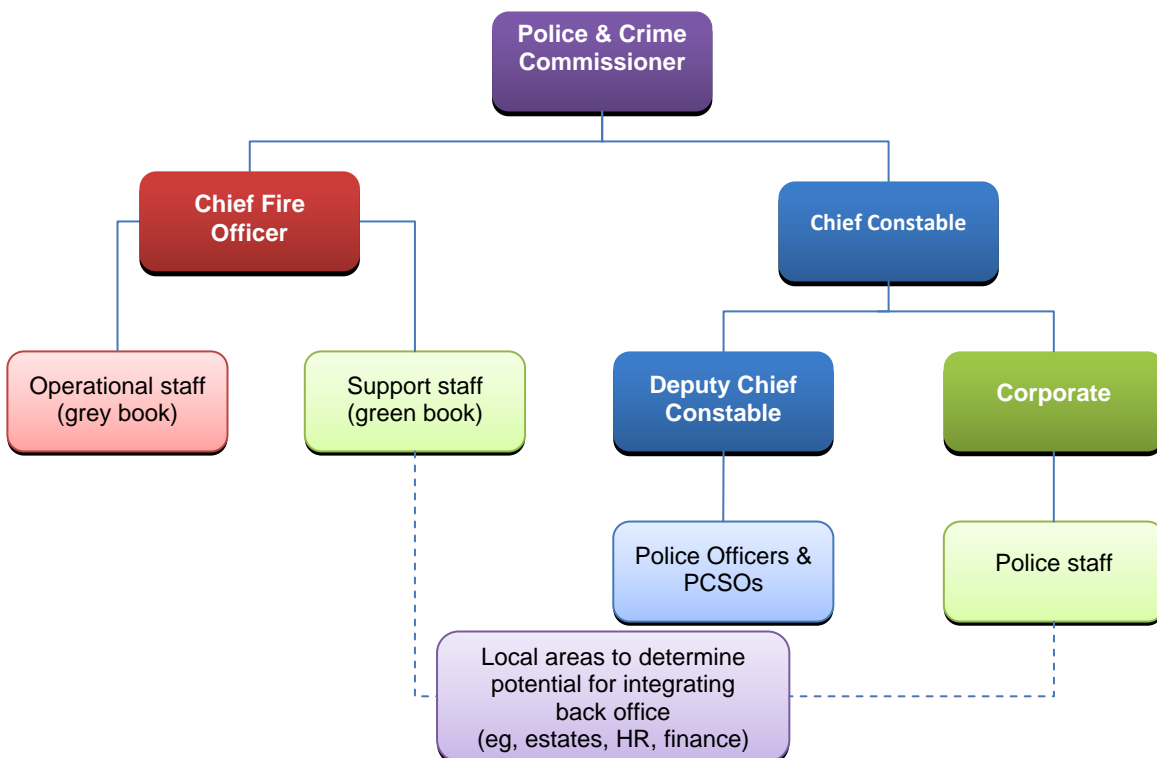 Police & Crime
Commissioner
Chief Fire
Officer
Chief Constable
Operational staff
(grey book)
Support staff
(green book)
Deputy Chief
Constable
Corporate
Police Officers &
PCSOs
Police staff
Local areas to determine
potential for integrating
back office
(eg, estates, HR, finance)